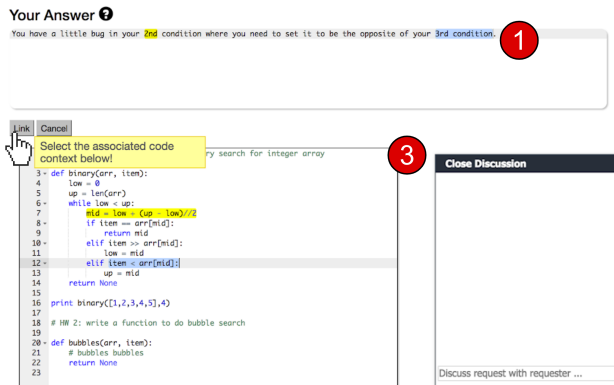 Your Answer ?
You have a little bug in your 2nd condition where you need to set it to be the opposite of your 3rd condition.
1
Link Cancel
Select the associated code
context below!
ry search for integer array
3
3 def binary(arr, item):
4 low = 0
5 up = len(arr)
6 while low < up:
7 mid = low + (up - low)//2
8 if item == arr[mid]:
9 return mid
10 elif item >> arr[mid]:
11 low = mid
12 elif item < arr[mid]:
13 up = mid
14 return None
15
16 print binary([1,2,3,4,5],4)
17
18 # HW 2: write a function to do bubble search
19
20 def bubbles(arr, item):
21 # bubbles bubbles
22 return None
23
Close Discussion
Discuss request with requester ...